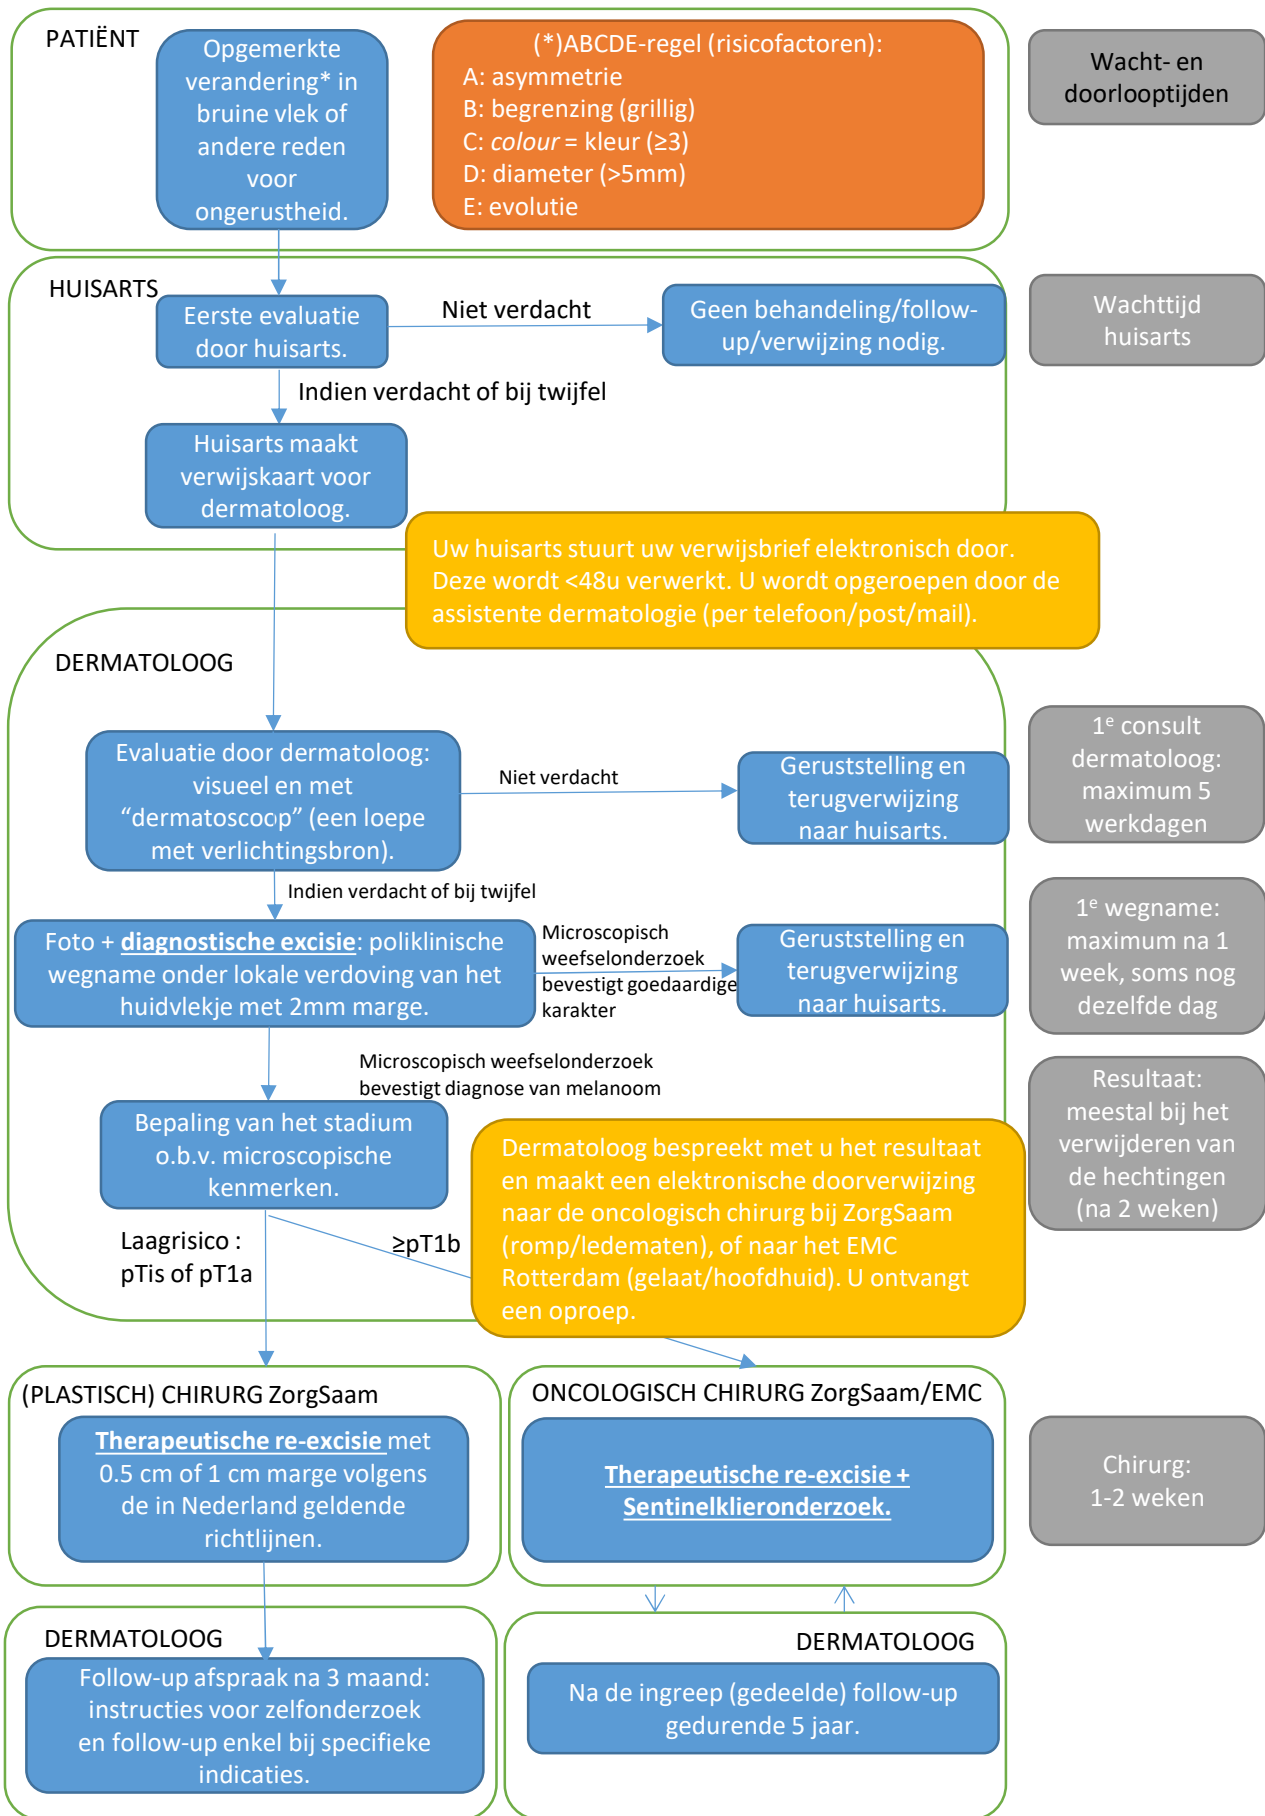 PATIËNT
Opgemerkte
verandering* in
bruine vlek of
andere reden
voor
ongerustheid.
(*)ABCDE-regel (risicofactoren):
A: asymmetrie
B: begrenzing (grillig)
C: colour = kleur (≥3)
D: diameter (>5mm)
E: evolutie
Wacht- en
doorlooptijden
HUISARTS
Eerste evaluatie
door huisarts.
Niet verdacht
Geen behandeling/follow-
up/verwijzing nodig.
Wachttijd
huisarts
Indien verdacht of bij twijfel
Huisarts maakt
verwijskaart voor
dermatoloog.
Uw huisarts stuurt uw verwijsbrief elektronisch door.
Deze wordt <48u verwerkt. U wordt opgeroepen door de
assistente dermatologie (per telefoon/post/mail).
DERMATOLOOG
Evaluatie door dermatoloog:
visueel en met
“dermatoscoop” (een loepe
met verlichtingsbron).
Niet verdacht
Geruststelling en
terugverwijzing
naar huisarts.
1e consult
dermatoloog:
maximum 5
werkdagen
Indien verdacht of bij twijfel
Foto + diagnostische excisie: poliklinische
wegname onder lokale verdoving van het
huidvlekje met 2mm marge.
Microscopisch
weefselonderzoek
bevestigt goedaardige
karakter
Geruststelling en
terugverwijzing
naar huisarts.
1e wegname:
maximum na 1
week, soms nog
dezelfde dag
Microscopisch weefselonderzoek
bevestigt diagnose van melanoom
Bepaling van het stadium
o.b.v. microscopische
kenmerken.
Dermatoloog bespreekt met u het resultaat
en maakt een elektronische doorverwijzing
naar de oncologisch chirurg bij ZorgSaam
(romp/ledematen), of naar het EMC
Rotterdam (gelaat/hoofdhuid). U ontvangt
een oproep.
Resultaat:
meestal bij het
verwijderen van
de hechtingen
(na 2 weken)
Laagrisico :
pTis of pT1a
≥pT1b
(PLASTISCH) CHIRURG ZorgSaam
Therapeutische re-excisie met
0.5 cm of 1 cm marge volgens
de in Nederland geldende
richtlijnen.
ONCOLOGISCH CHIRURG ZorgSaam/EMC
Therapeutische re-excisie +
Sentinelklieronderzoek.
Chirurg:
1-2 weken
DERMATOLOOG
Follow-up afspraak na 3 maand:
instructies voor zelfonderzoek
en follow-up enkel bij specifieke
indicaties.
DERMATOLOOG
Na de ingreep (gedeelde) follow-up
gedurende 5 jaar.